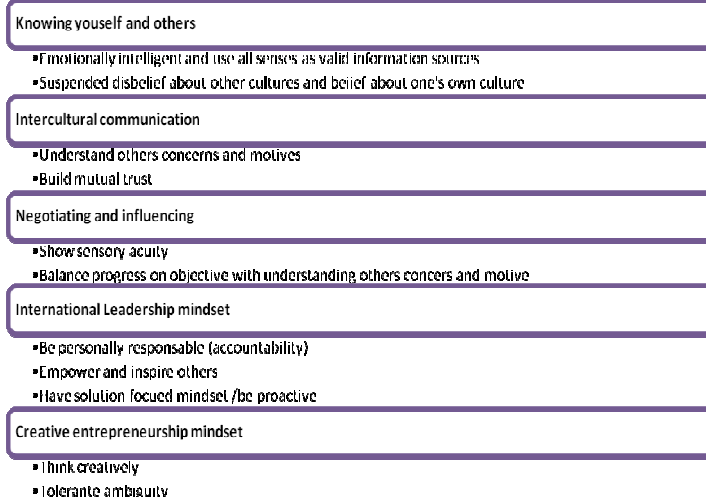 Knowing youself and others
•Emotionally intelligent and use all senses as valid information sources
•Suspended disbelief about other cultures and belief about one's own culture
Intercultural communication
•Understand others concerns and motives
•Build mutual trust
Negotiating and influencing
•Show sensory acuity
•Balance progress on objective with understanding others concers and motive
International Leadership mindset
•Be personally responsible (accountability)
•Empower and inspire others
•Have solution focued mindset /be proactive
Creative entrepreneurship mindset
•Think creatively
•Tolerante ambiguity